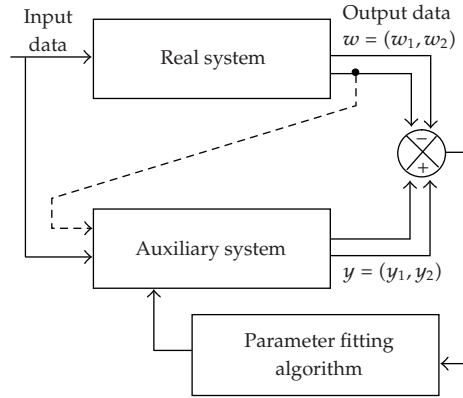 Input
data
Real system
Output data
w = (w₁, w₂)
−
+
Auxiliary system
y = (y₁, y₂)
Parameter fitting
algorithm